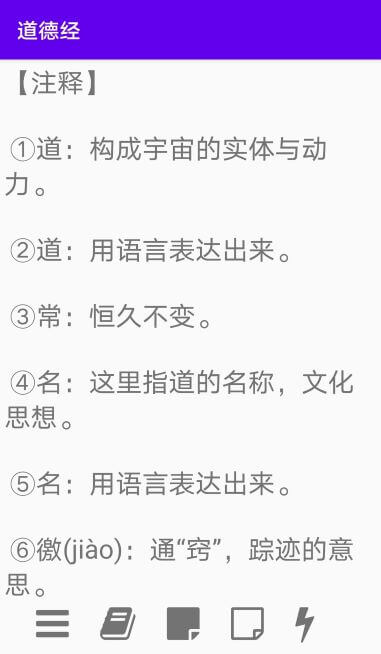 道德经
【注释】
①道：构成宇宙的实体与动
力。
②道：用语言表达出来。
③常：恒久不变。
④名：这里指道的名称，文化
思想。
⑤名：用语言表达出来。
⑥徼(jiào)：通“窍”，踪迹的意
思。